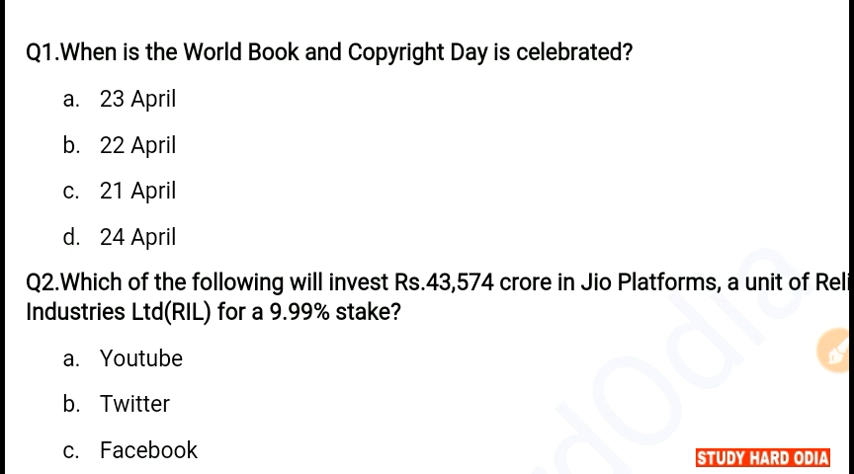 Q1.When is the World Book and Copyright Day is celebrated?
a. 23 April
b. 22 April
c. 21 April
d. 24 April
Q2.Which of the following will invest Rs.43,574 crore in Jio Platforms, a unit of Reli
Industries Ltd(RIL) for a 9.99% stake?
a. Youtube
b. Twitter
c. Facebook
STUDY HARD ODIA
dOdia